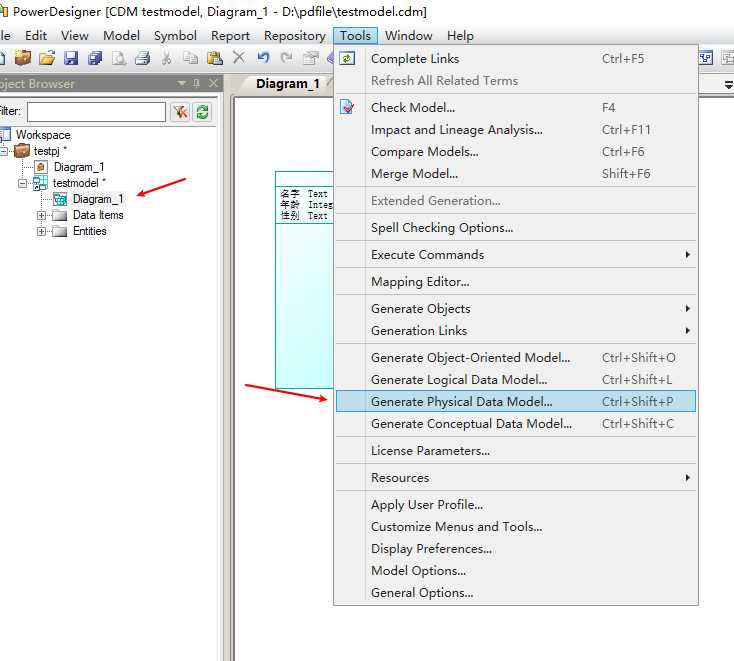 PowerDesigner [CDM testmodel, Diagram_1 - D:\pdfile\testmodel.cdm]
le Edit View Model Symbol Report Repository Tools Window Help
oject Browser
ilter:
Workspace
testpj *
Diagram_1
testmodel *
Diagram_1
Data Items
Entities
Diagram_1
名字 Text
年龄 Integ
性别 Text
Complete Links Ctrl+F5
Refresh All Related Terms
Check Model... F4
Impact and Lineage Analysis... Ctrl+F11
Compare Models... Ctrl+F6
Merge Model... Shift+F6
Extended Generation...
Spell Checking Options...
Execute Commands
Mapping Editor...
Generate Objects
Generation Links
Generate Object-Oriented Model... Ctrl+Shift+O
Generate Logical Data Model... Ctrl+Shift+L
Generate Physical Data Model... Ctrl+Shift+P
Generate Conceptual Data Model... Ctrl+Shift+C
License Parameters...
Resources
Apply User Profile...
Customize Menus and Tools...
Display Preferences...
Model Options...
General Options...